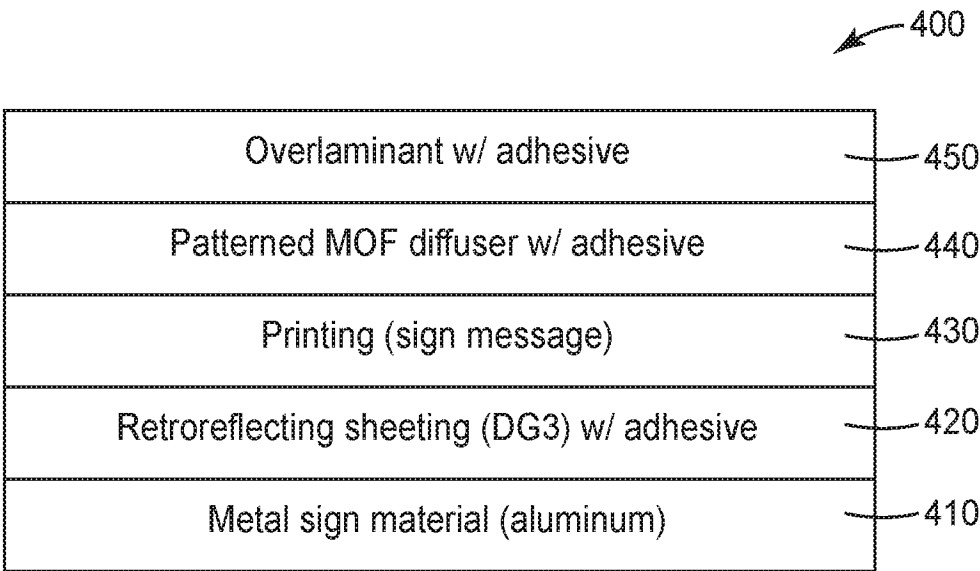 400
Overlaminant w/ adhesive 450
Patterned MOF diffuser w/ adhesive 440
Printing (sign message) 430
Retroreflecting sheeting (DG3) w/ adhesive 420
Metal sign material (aluminum) 410